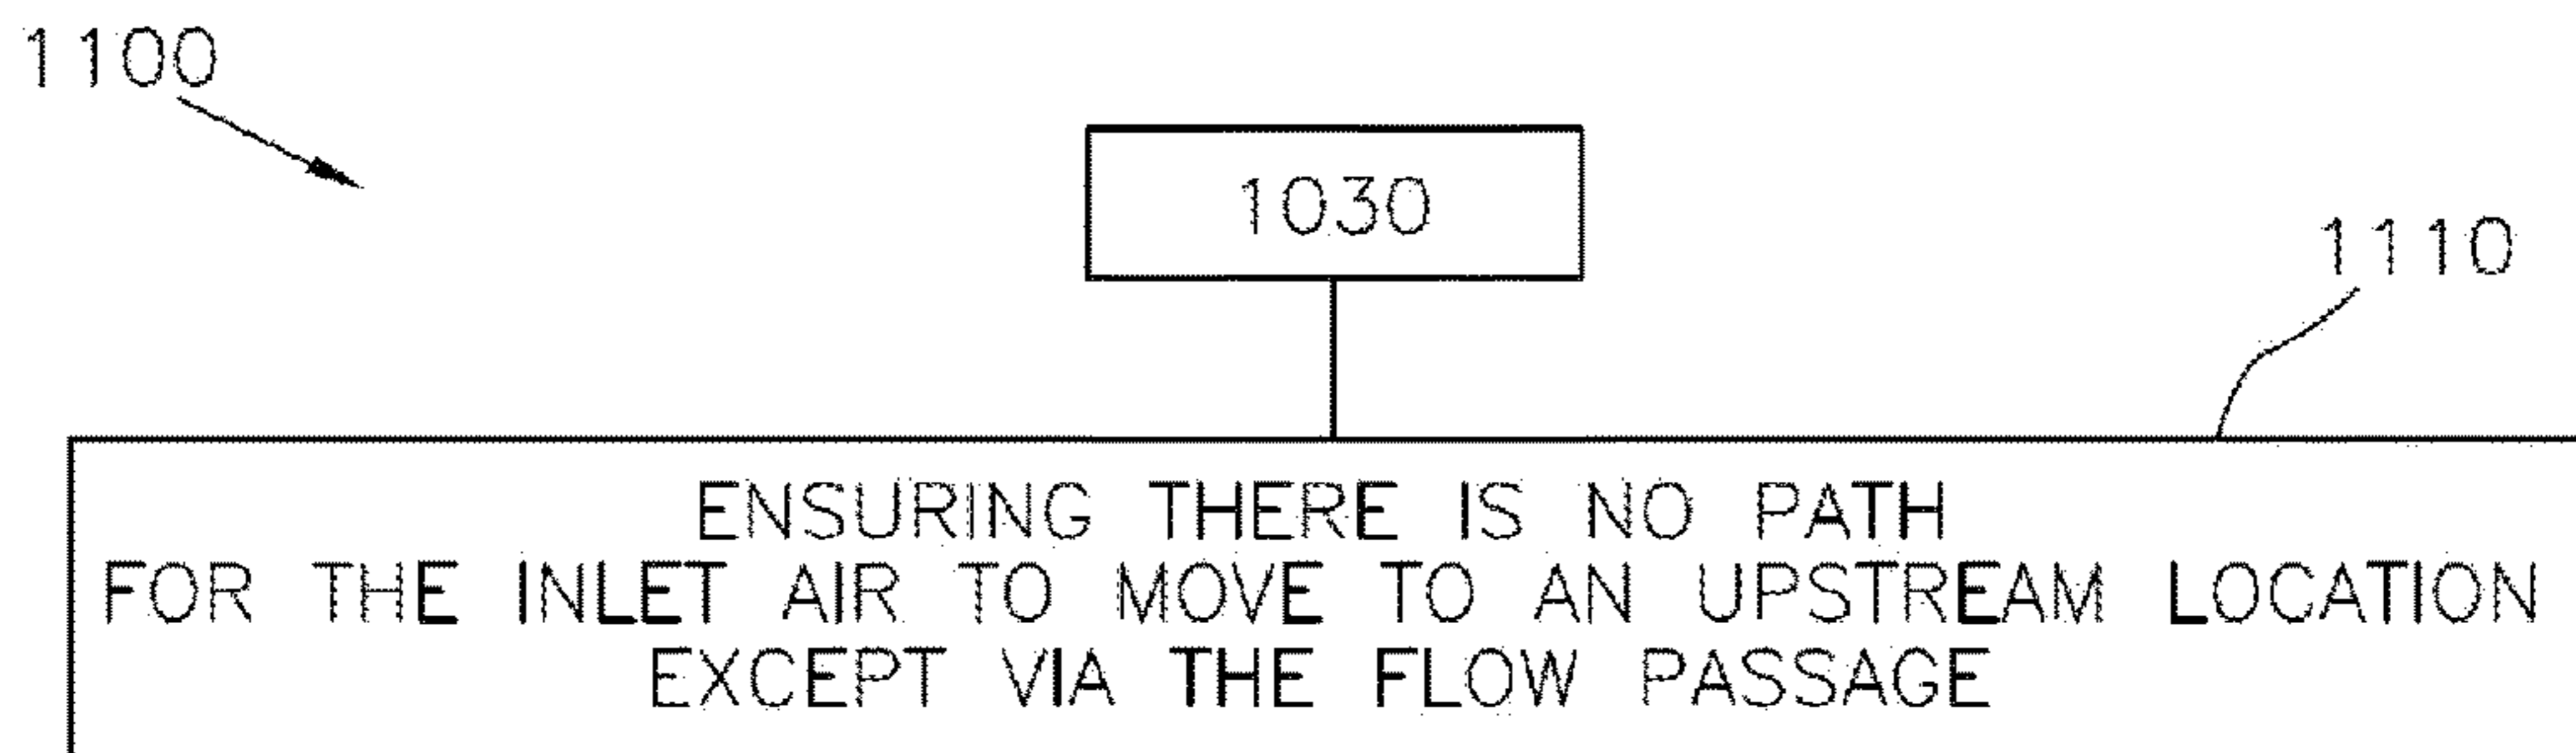 1100
1030
1110
ENSURING THERE IS NO PATH
FOR THE INLET AIR TO MOVE TO AN UPSTREAM LOCATION
EXCEPT VIA THE FLOW PASSAGE